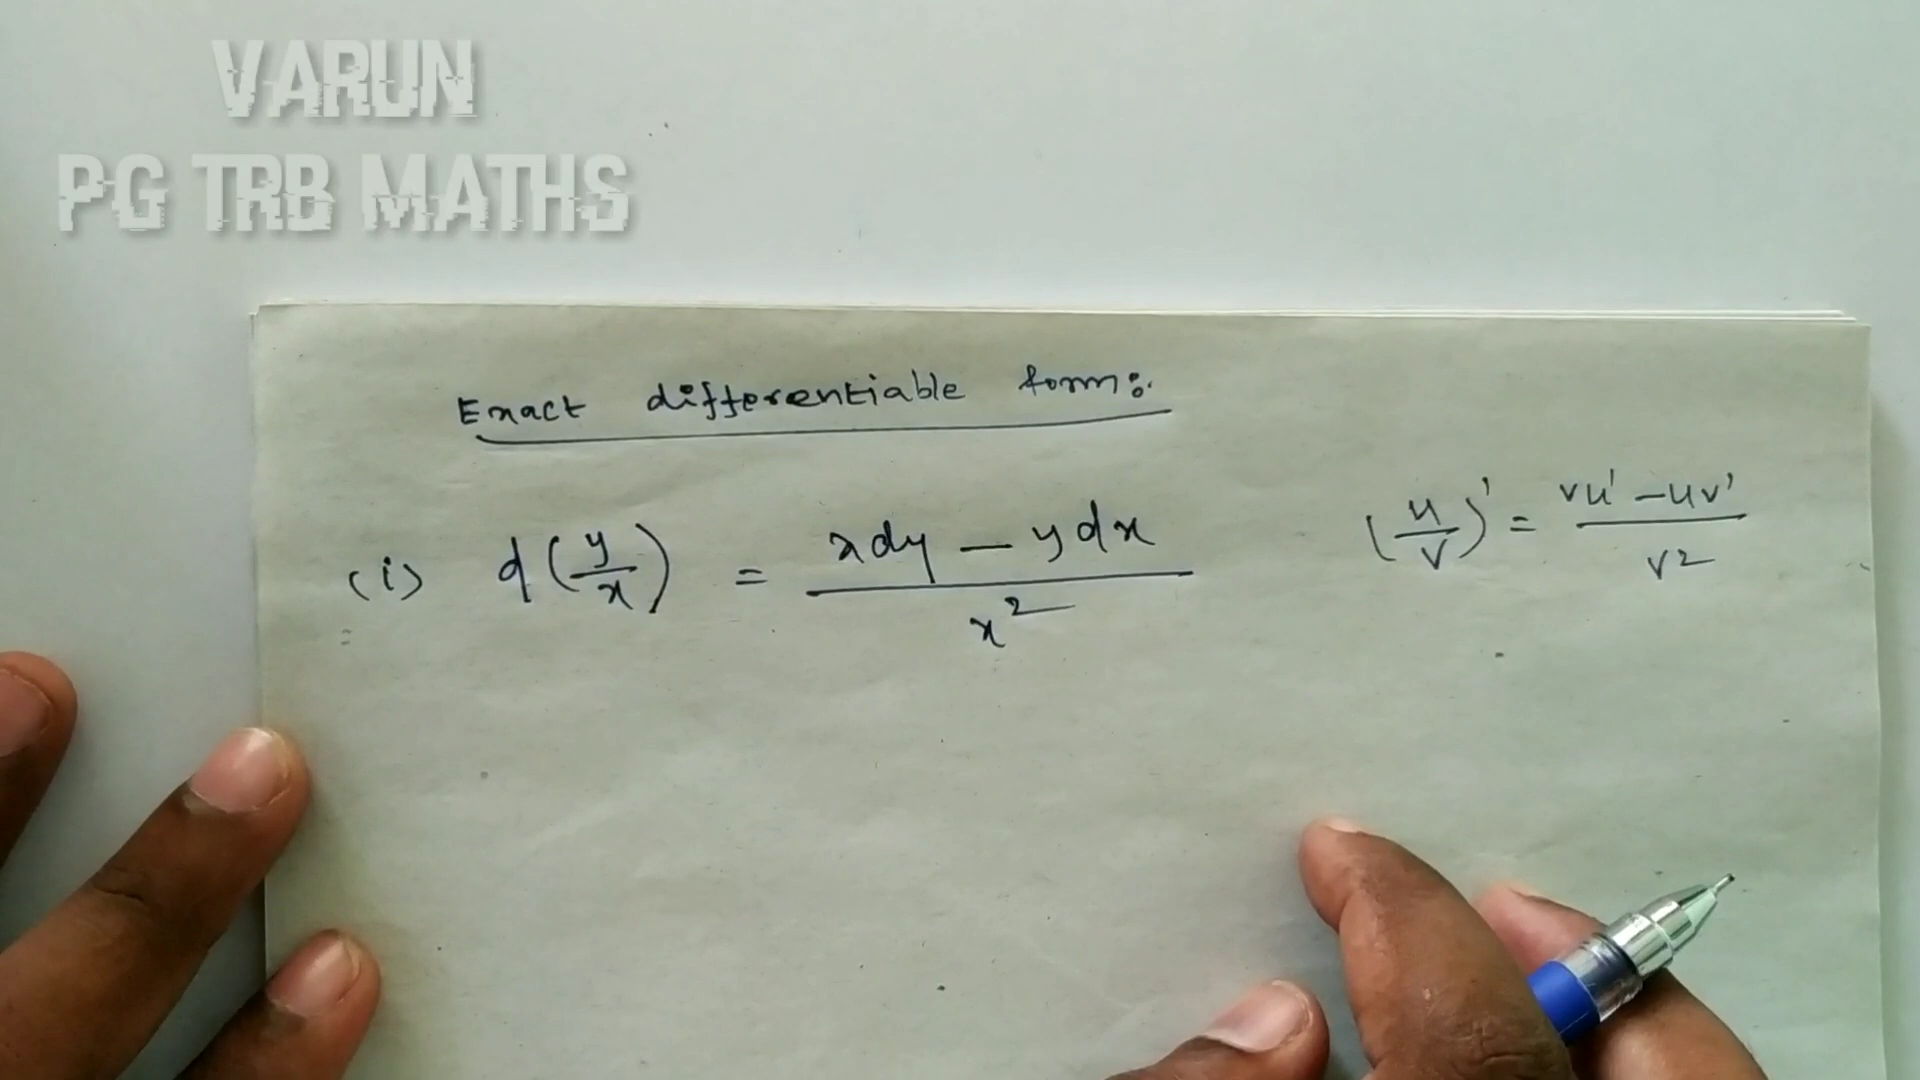 VARUN
PG TRB MATHS
Exact differentiable form:
(i) d(y/x) = xdy - ydx / x²
(u/v)' = vu' - uv' / v²